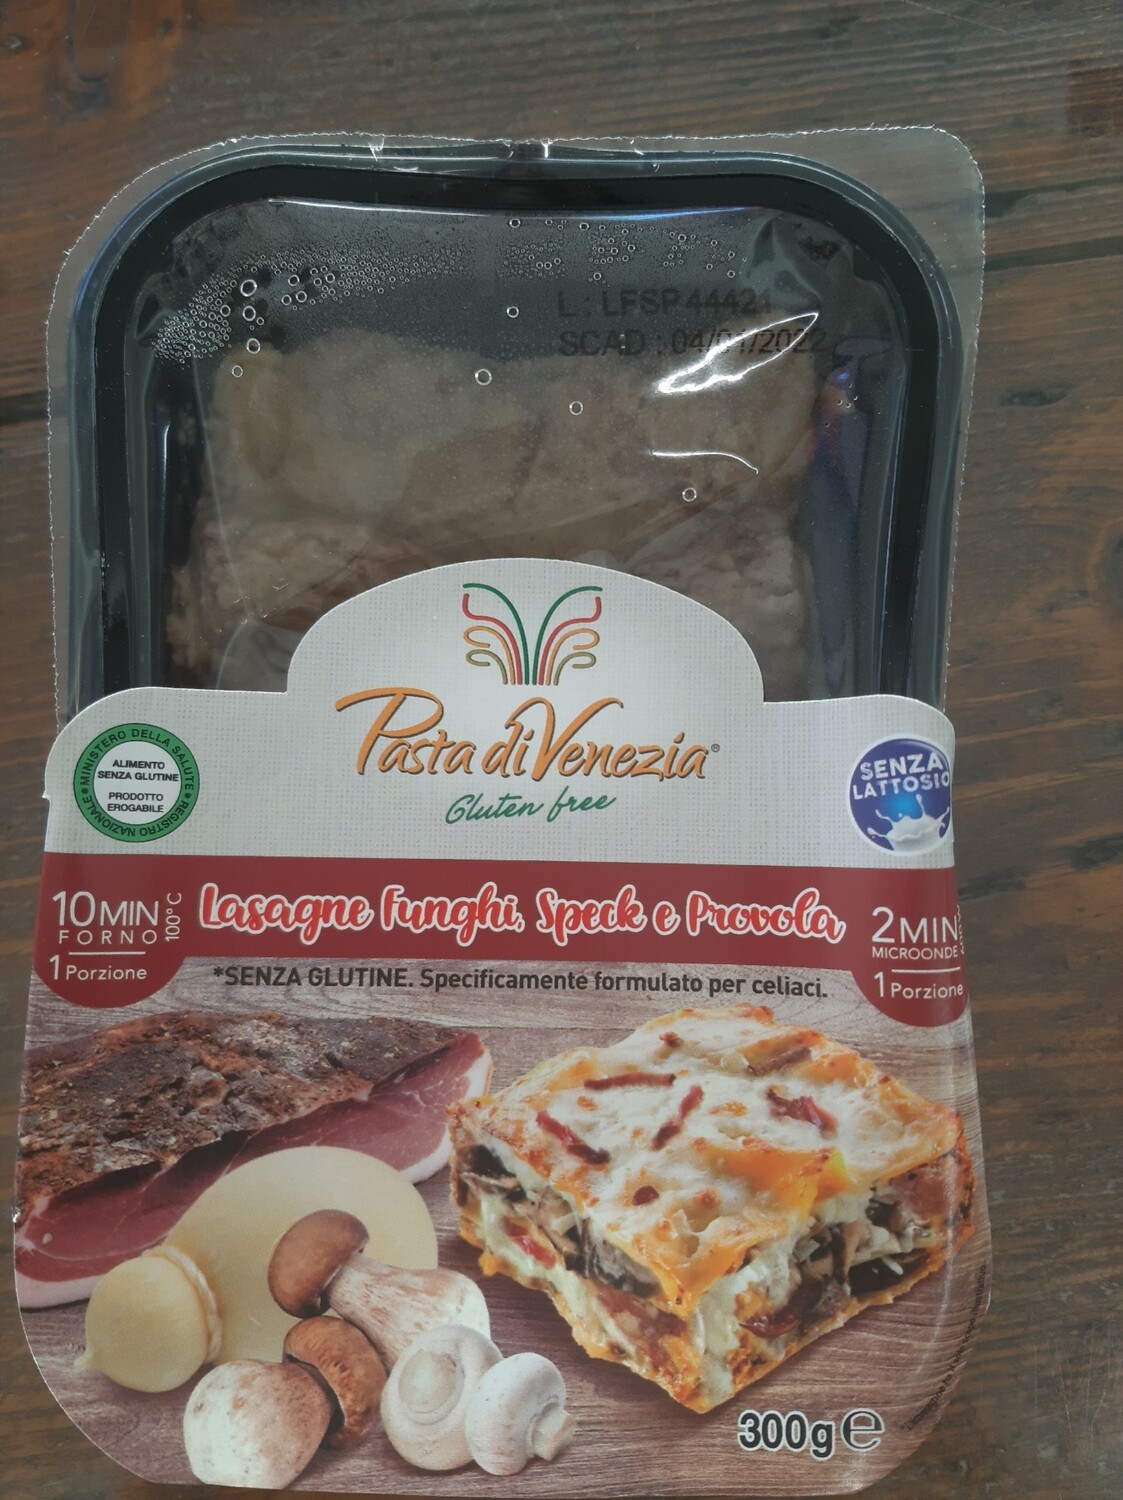 L: LFSP44421
SCAD: 04/01/2022
Pasta di Venezia®
Gluten free
MINISTERO DELLA SALUTE • REGISTRO NAZIONALE •
ALIMENTO
SENZA GLUTINE
PRODOTTO
EROGABILE
SENZA
LATTOSIO
10 MIN
FORNO
100°C
1 Porzione
Lasagne Funghi, Speck e Provola
2 MIN
MICROONDE
1 Porzione
*SENZA GLUTINE. Specificamente formulato per celiaci.
300g e